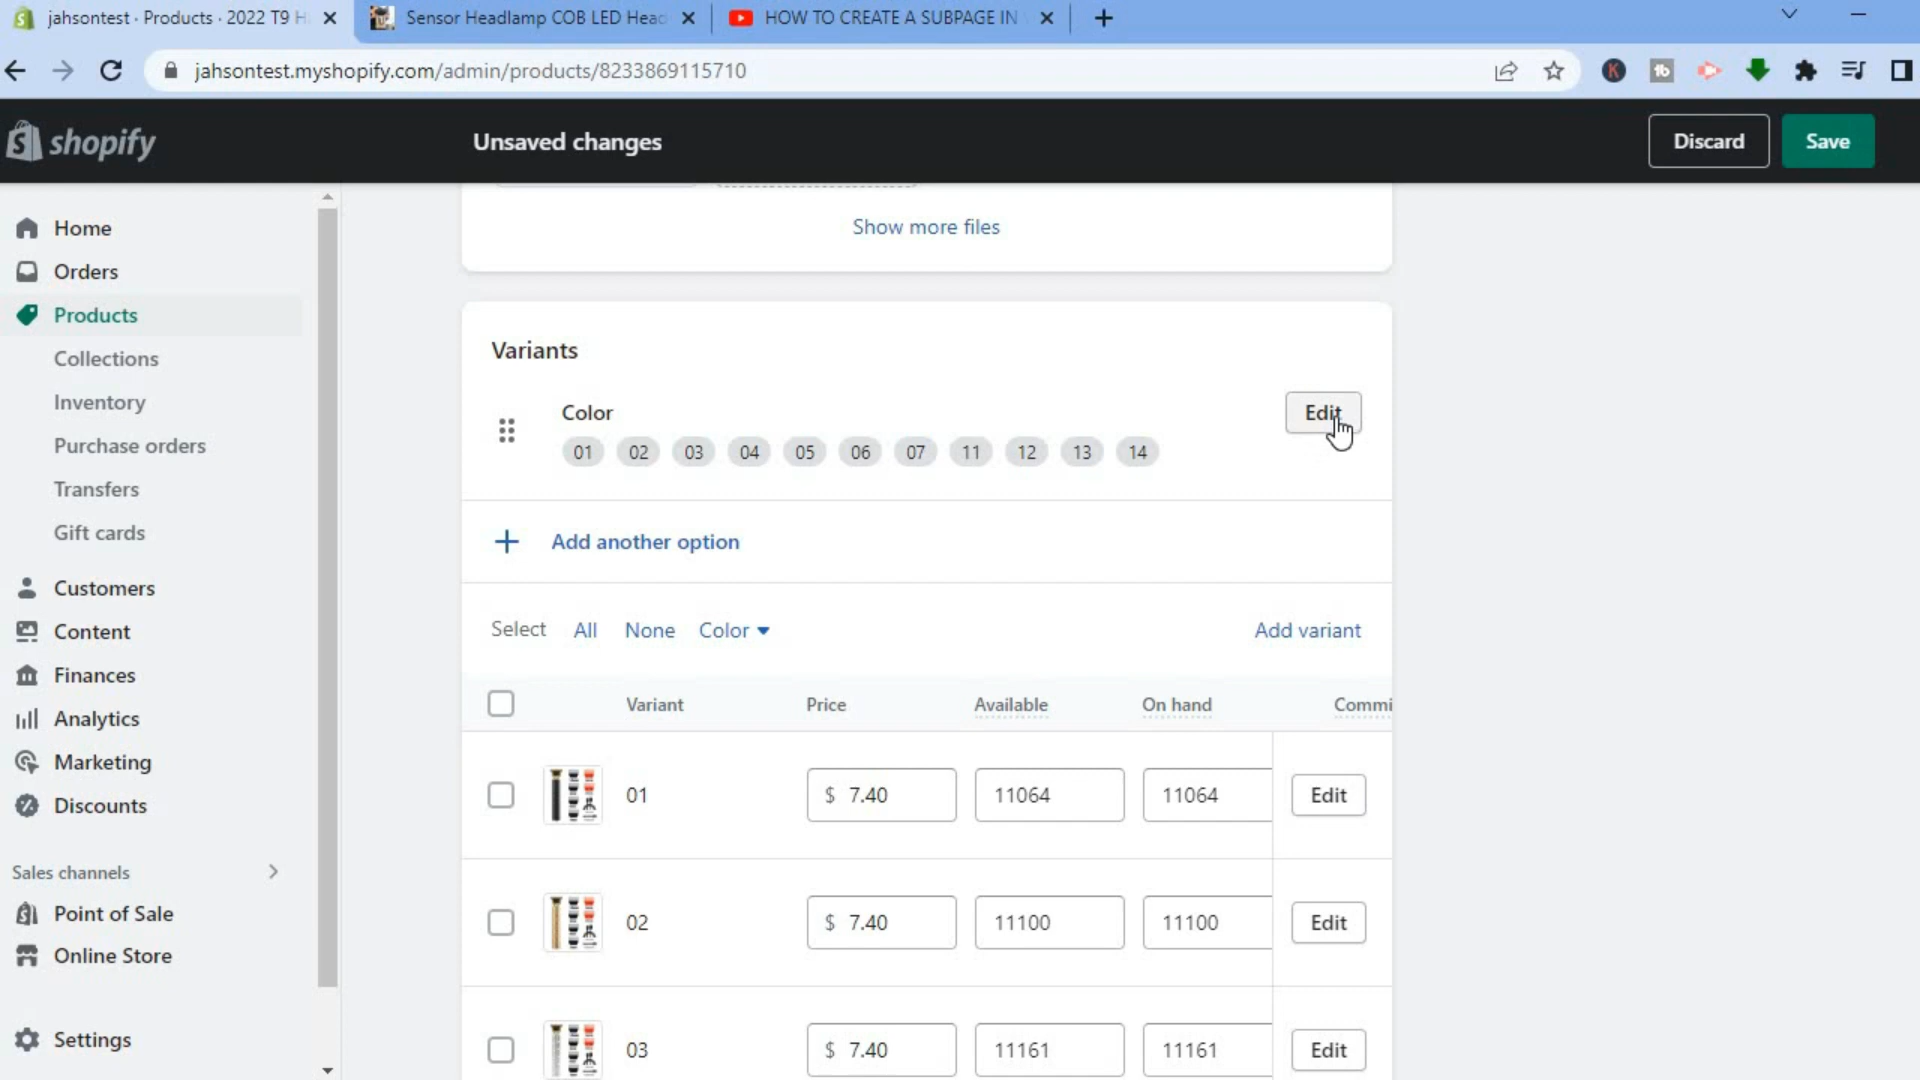 jahsontest · Products · 2022 T9 H
Sensor Headlamp COB LED Head
HOW TO CREATE A SUBPAGE IN
jahsontest.myshopify.com/admin/products/8233869115710
shopify
Unsaved changes
Discard
Save
Home
Orders
Products
Collections
Inventory
Purchase orders
Transfers
Gift cards
Customers
Content
Finances
Analytics
Marketing
Discounts
Sales channels
Point of Sale
Online Store
Settings
Show more files
Variants
Color
Edit
01 02 03 04 05 06 07 11 12 13 14
Add another option
Select All None Color
Add variant
Variant Price Available On hand Commi
01 $ 7.40 11064 11064 Edit
02 $ 7.40 11100 11100 Edit
03 $ 7.40 11161 11161 Edit